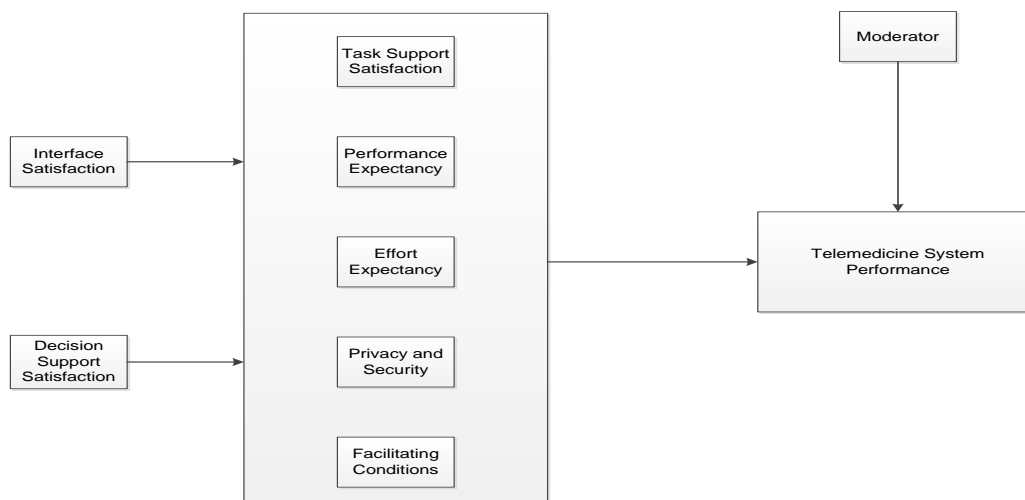 Task Support
Satisfaction
Moderator
Interface
Satisfaction
Performance
Expectancy
Effort
Expectancy
Telemedicine System
Performance
Decision
Support
Satisfaction
Privacy and
Security
Facilitating
Conditions